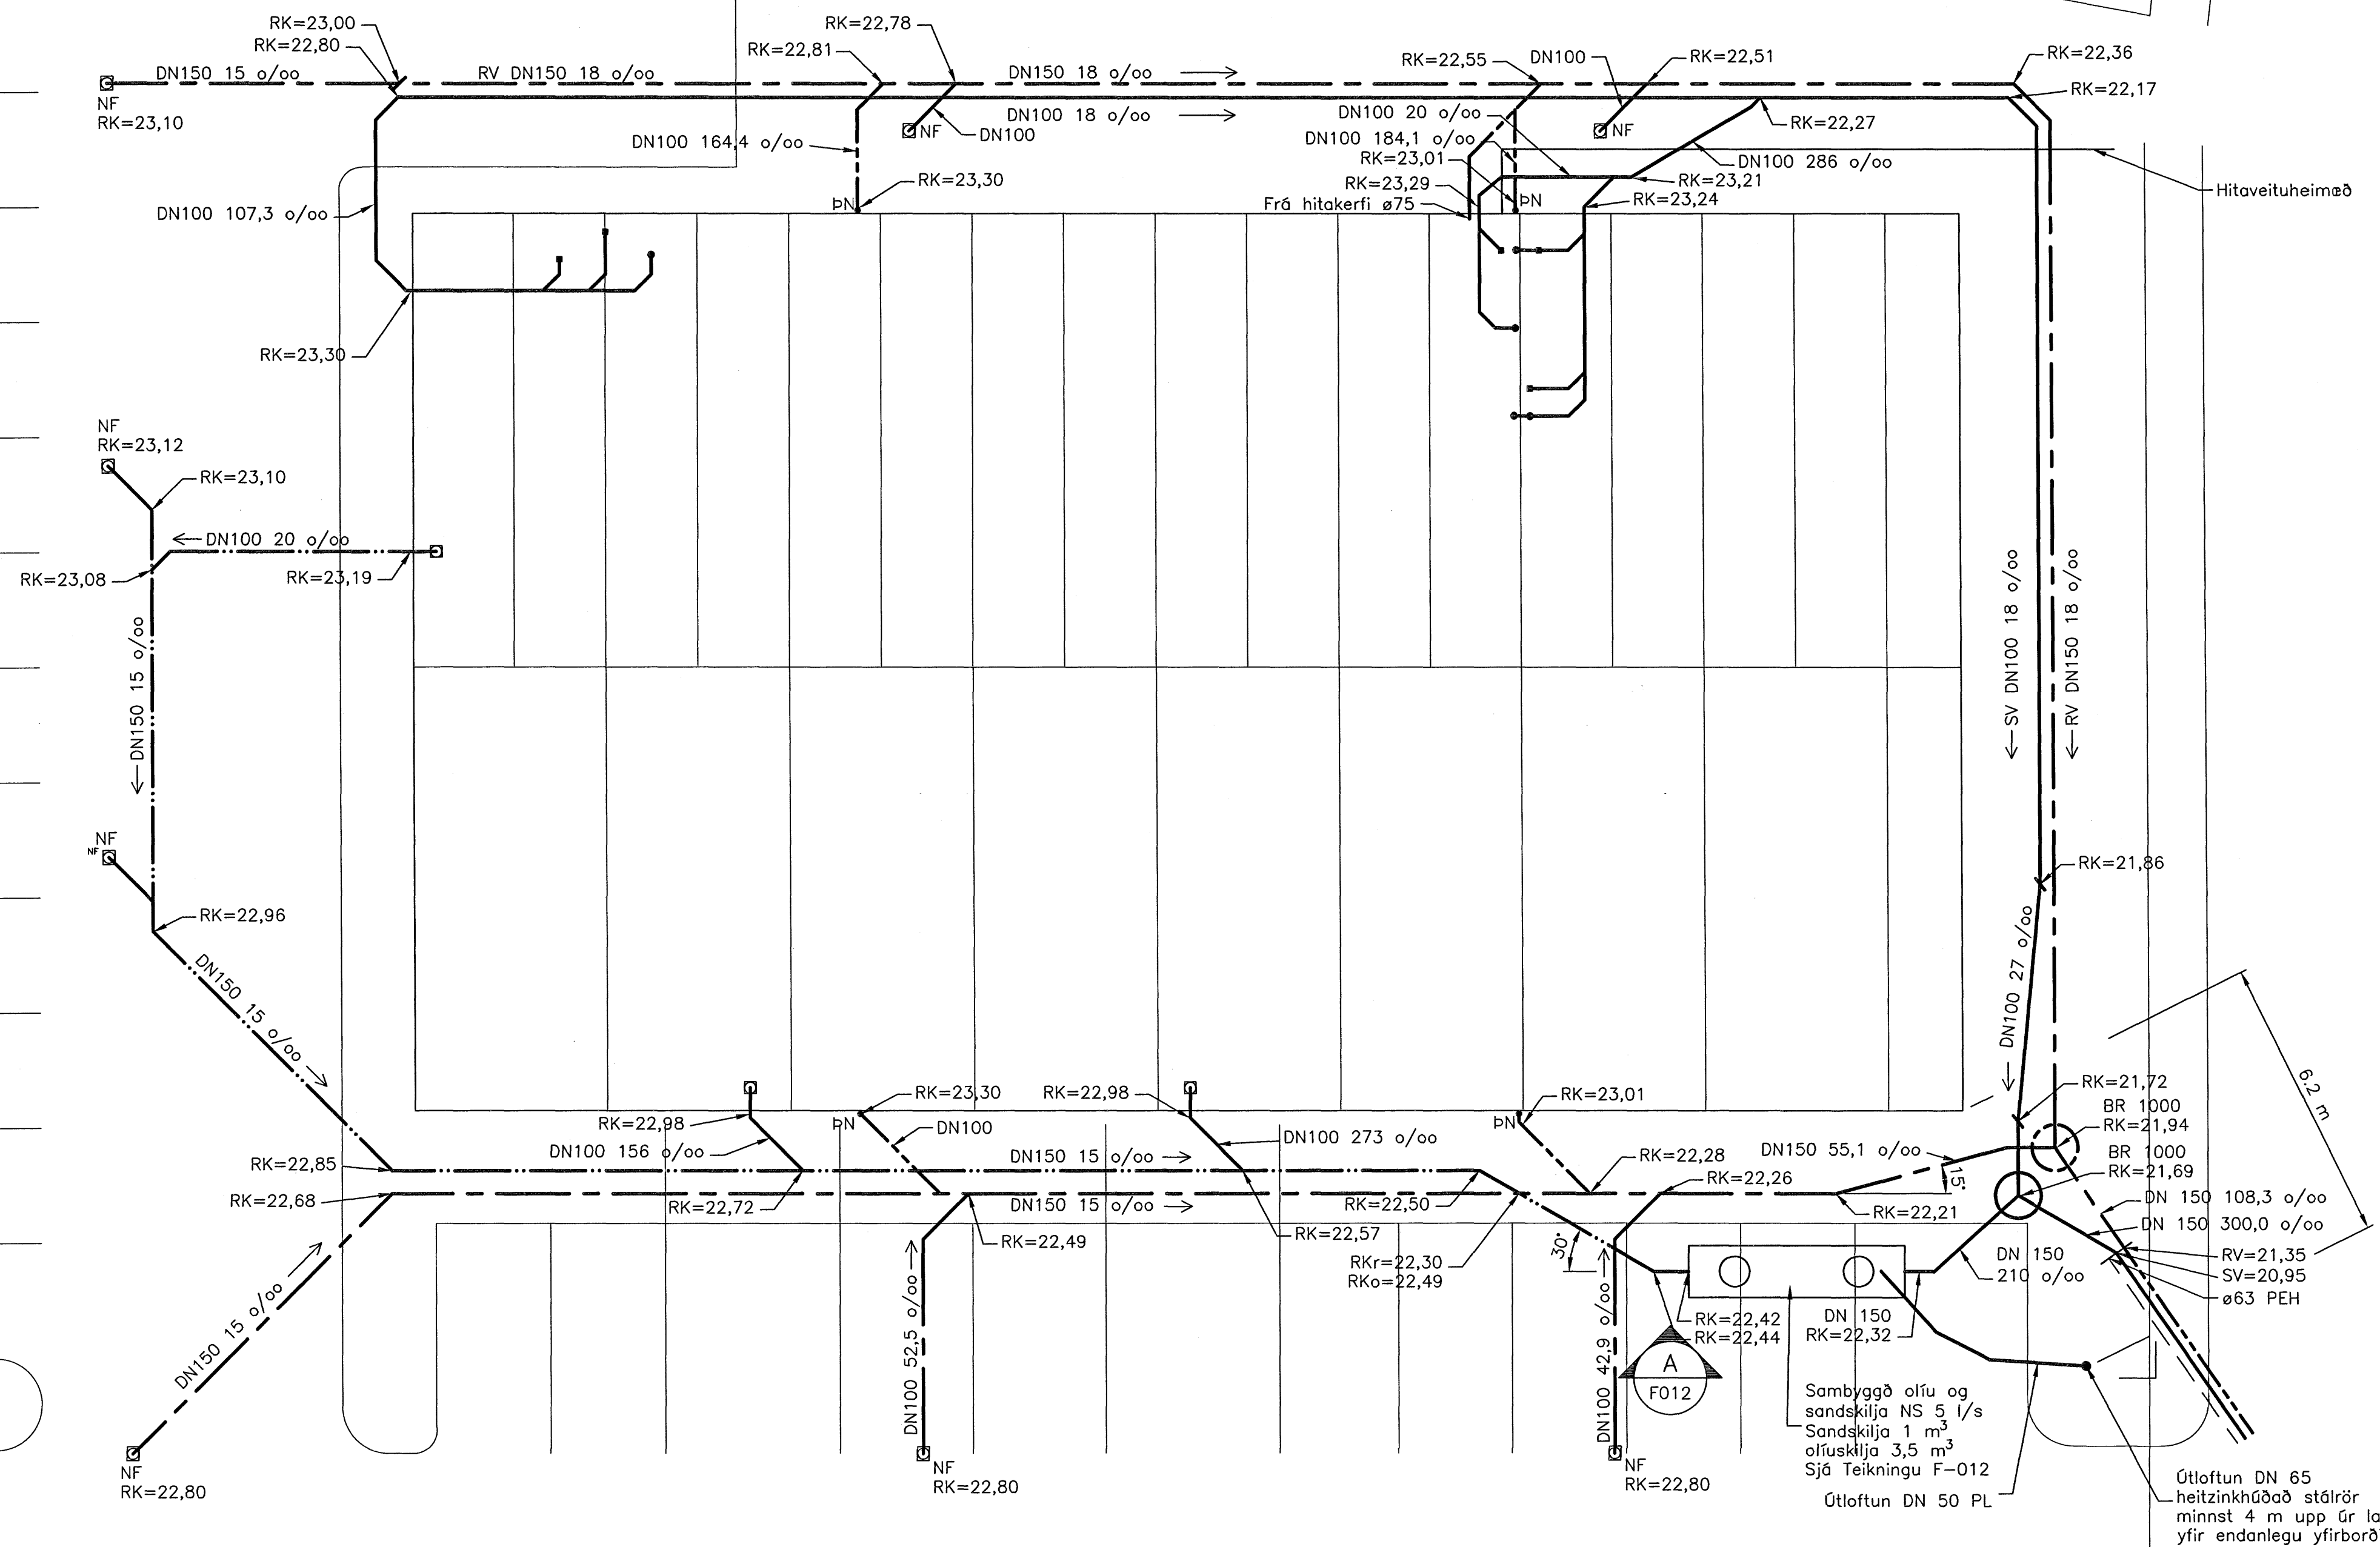 RK=23,00
RK=22,80
DN150 15 o/oo
RV DN150 18 o/oo
NF
RK=23,10
RK=22,78
RK=22,81
DN150 18 o/oo
DN100 18 o/oo
NF
DN100
DN100 164,4 o/oo
RK=23,30
ÞN
RK=22,55
DN100
RK=22,51
RK=22,36
RK=22,17
DN100 20 o/oo
NF
RK=22,27
DN100 184,1 o/oo
RK=23,01
DN100 286 o/oo
RK=23,29
RK=23,21
Frá hitakerfi ø75
ÞN
RK=23,24
Hitaveituheimæð
DN100 107,3 o/oo
RK=23,30
NF
RK=23,12
RK=23,10
DN100 20 o/oo
RK=23,08
RK=23,19
DN150 15 o/oo
SV DN100 18 o/oo
RV DN150 18 o/oo
NF
NF
RK=22,96
RK=21,86
DN150 15 o/oo
DN100 27 o/oo
6.2 m
RK=21,72
BR 1000
RK=21,94
BR 1000
RK=21,69
RK=22,98
DN100 156 o/oo
RK=23,30
ÞN
DN100
RK=22,98
DN100 273 o/oo
RK=23,01
ÞN
RK=22,85
RK=22,68
RK=22,72
DN150 15 o/oo
DN150 15 o/oo
RK=22,49
RK=22,50
RK=22,57
RK=22,28
RK=22,26
DN150 55,1 o/oo
15°
RK=22,21
DN 150 108,3 o/oo
DN 150 300,0 o/oo
RV=21,35
SV=20,95
ø63 PEH
RKr=22,30
RKo=22,49
30°
DN 150
210 o/oo
RK=22,42
RK=22,44
DN 150
RK=22,32
A
F012
DN150 15 o/oo
DN100 52,5 o/oo
DN100 42,9 o/oo
NF
RK=22,80
NF
RK=22,80
NF
RK=22,80
Sambyggð olíu og
sandskilja NS 5 l/s
Sandskilja 1 m³
olíuskilja 3,5 m³
Sjá Teikningu F-012
Útloftun DN 50 PL
Útloftun DN 65
heitzinkhúðað stálrör
minnst 4 m upp úr la
yfir endanlegu yfirborð